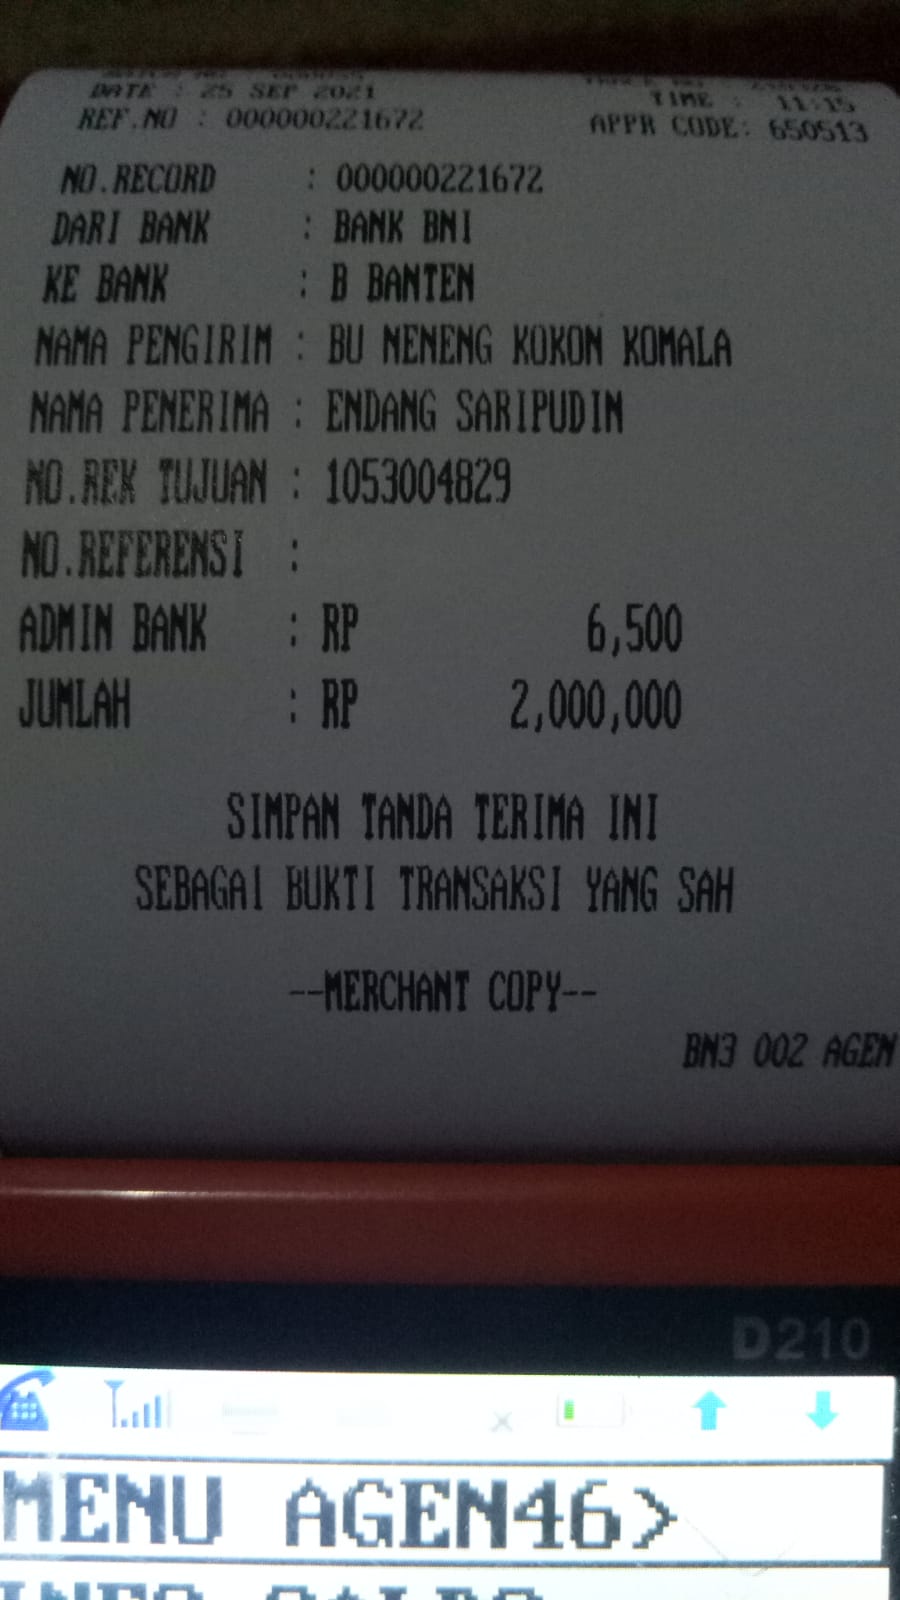 DATE : 25 SEP 2021 TIME : 11:15
REF.NO : 000000221672 APPR CODE: 650513
NO.RECORD : 000000221672
DARI BANK : BANK BNI
KE BANK : B BANTEN
NAMA PENGIRIM : BU NENENG KOKON KOMALA
NAMA PENERIMA : ENDANG SARIPUDIN
NO.REK TUJUAN : 1053004829
NO.REFERENSI :
ADMIN BANK : RP 6,500
JUMLAH : RP 2,000,000
SIMPAN TANDA TERIMA INI
SEBAGAI BUKTI TRANSAKSI YANG SAH
--MERCHANT COPY--
BN3 002 AGEN
D210
MENU AGEN46>
INFO SALDO